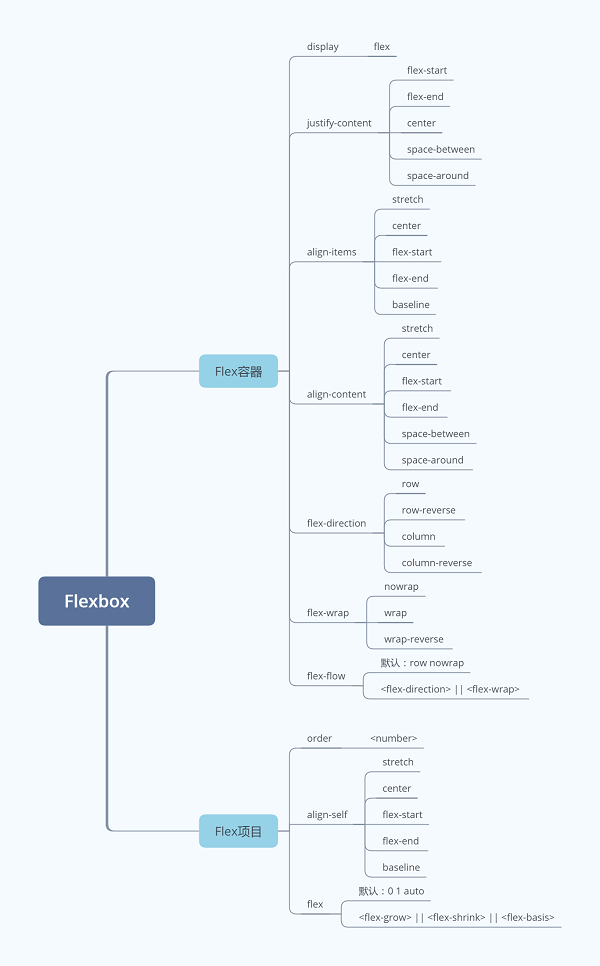 Flexbox
Flex容器
display
flex
justify-content
flex-start
flex-end
center
space-between
space-around
align-items
stretch
center
flex-start
flex-end
baseline
align-content
stretch
center
flex-start
flex-end
space-between
space-around
flex-direction
row
row-reverse
column
column-reverse
flex-wrap
nowrap
wrap
wrap-reverse
flex-flow
默认：row nowrap
<flex-direction> || <flex-wrap>
Flex项目
order
<number>
align-self
stretch
center
flex-start
flex-end
baseline
flex
默认：0 1 auto
<flex-grow> || <flex-shrink> || <flex-basis>